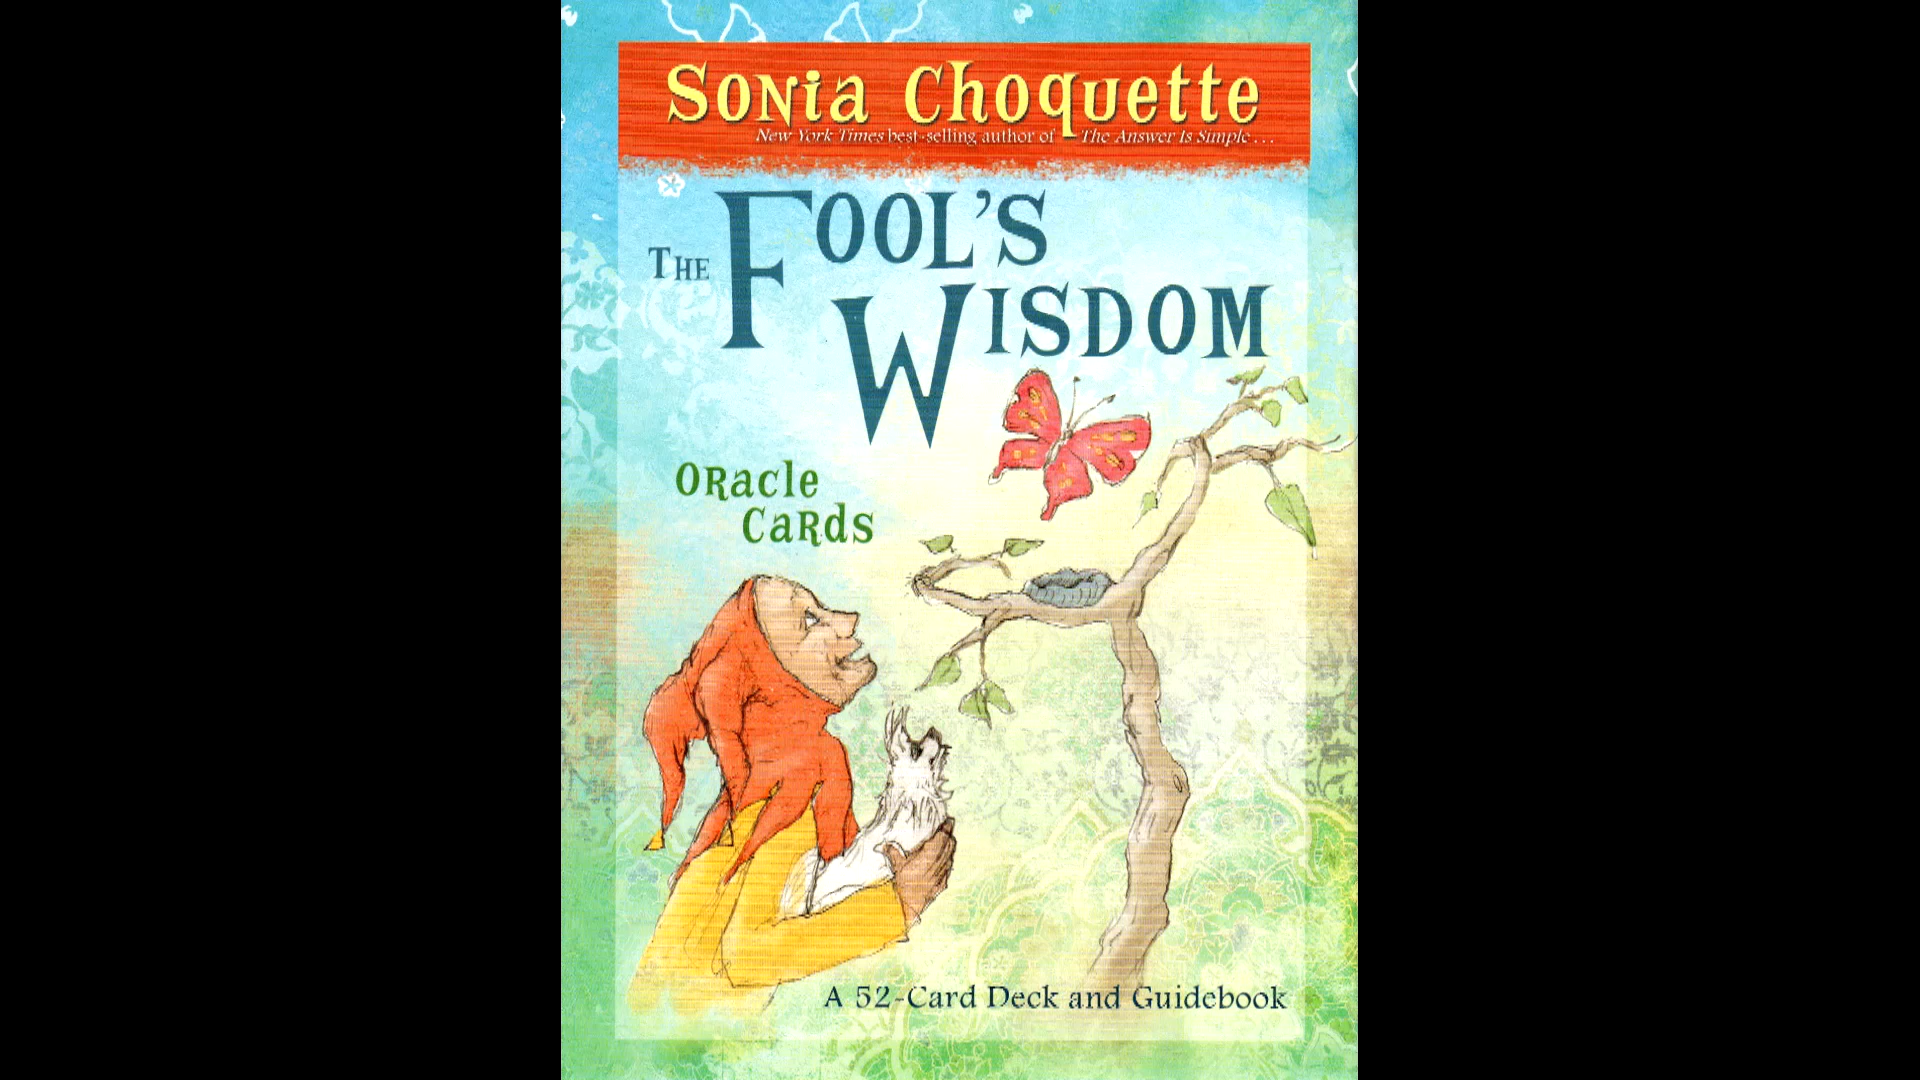 Sonia Choquette
New York Times best-selling author of The Answer Is Simple . . .
The Fool's
Wisdom
Oracle
Cards
A 52-Card Deck and Guidebook